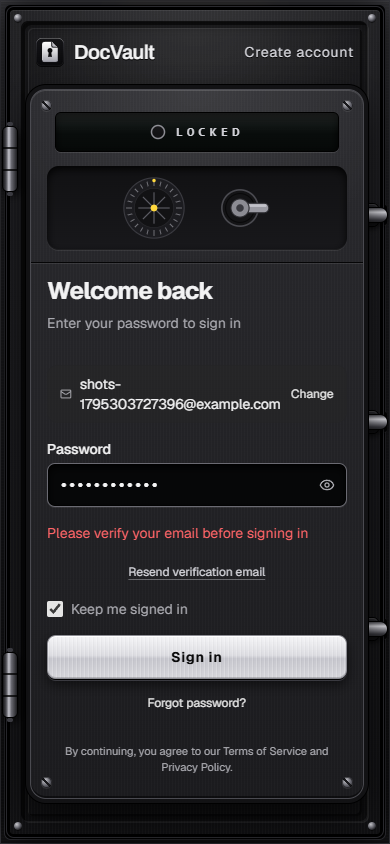 DocVault
Create account
LOCKED
Welcome back
Enter your password to sign in
shots-
1795303727396@example.com
Change
Password
••••••••••••
Please verify your email before signing in
Resend verification email
Keep me signed in
Sign in
Forgot password?
By continuing, you agree to our Terms of Service and
Privacy Policy.